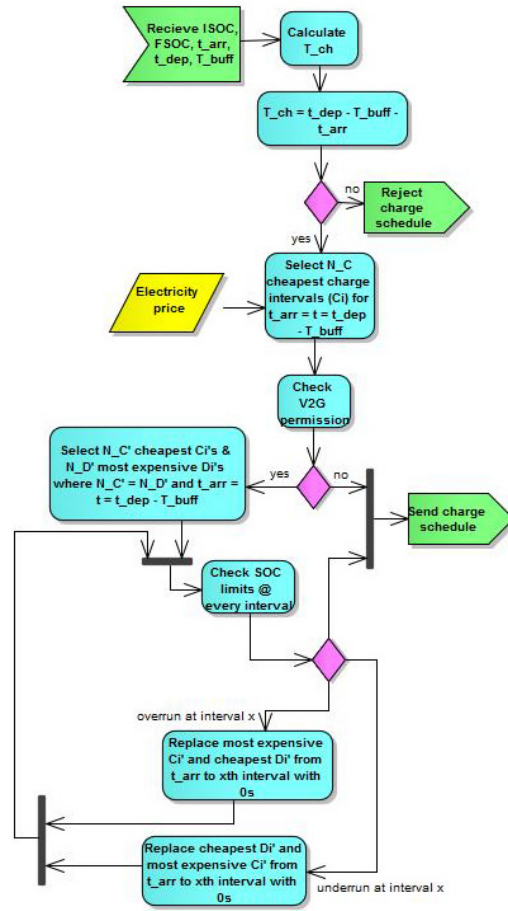 Recieve ISOC,
FSOC, t_arr,
t_dep, T_buff
Calculate
T_ch
T_ch = t_dep - T_buff -
t_arr
no
Reject
charge
schedule
yes
Select N_C
cheapest charge
intervals (Ci) for
t_arr = t = t_dep
- T_buff
Electricity
price
Check
V2G
permission
Select N_C' cheapest Ci's &
N_D' most expensive Di's
where N_C' = N_D' and t_arr =
t = t_dep - T_buff
yes
no
Send charge
schedule
Check SOC
limits @
every interval
overrun at interval x
Replace most expensive
Ci' and cheapest Di' from
t_arr to xth interval with
0s
Replace cheapest Di' and
most expensive Ci' from
t_arr to xth interval with
0s
underrun at interval x